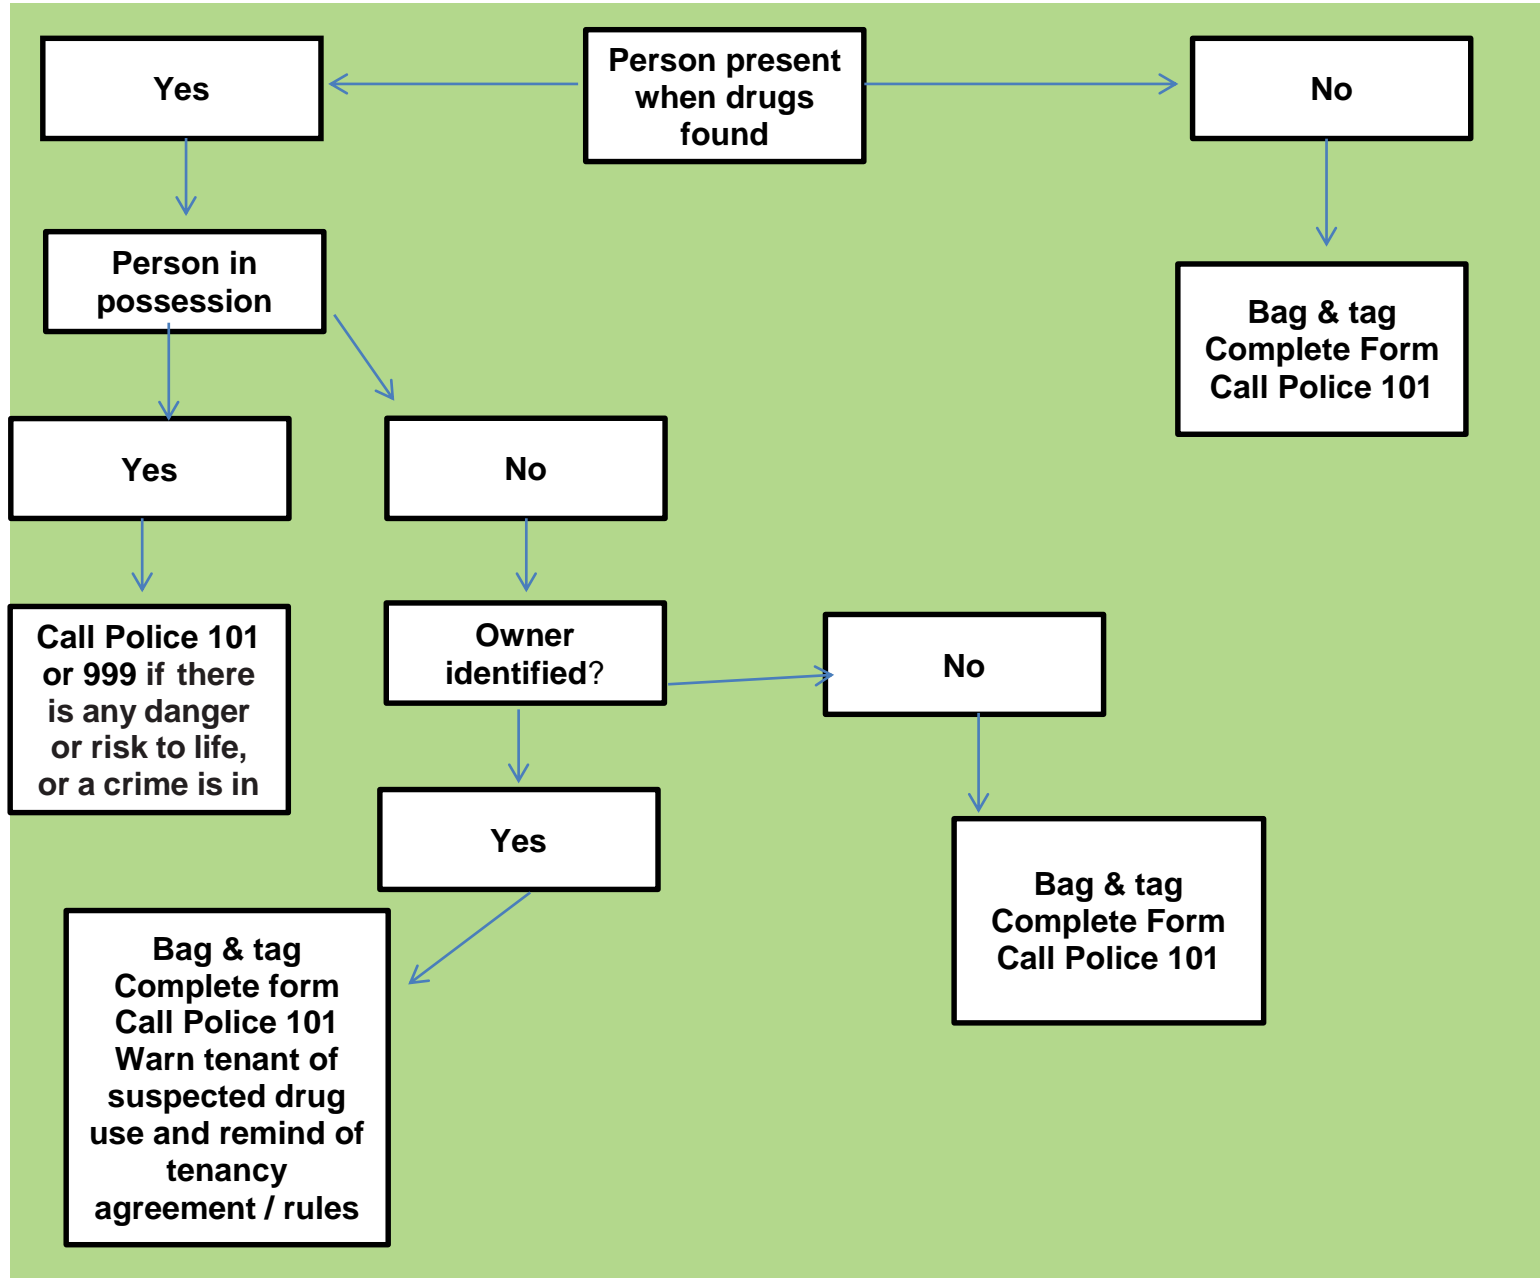 Yes
Person present
when drugs
found
No
Person in
possession
Bag & tag
Complete Form
Call Police 101
Yes
No
Call Police 101
or 999 if there
is any danger
or risk to life,
or a crime is in
Owner
identified?
No
Yes
Bag & tag
Complete Form
Call Police 101
Bag & tag
Complete form
Call Police 101
Warn tenant of
suspected drug
use and remind of
tenancy
agreement / rules